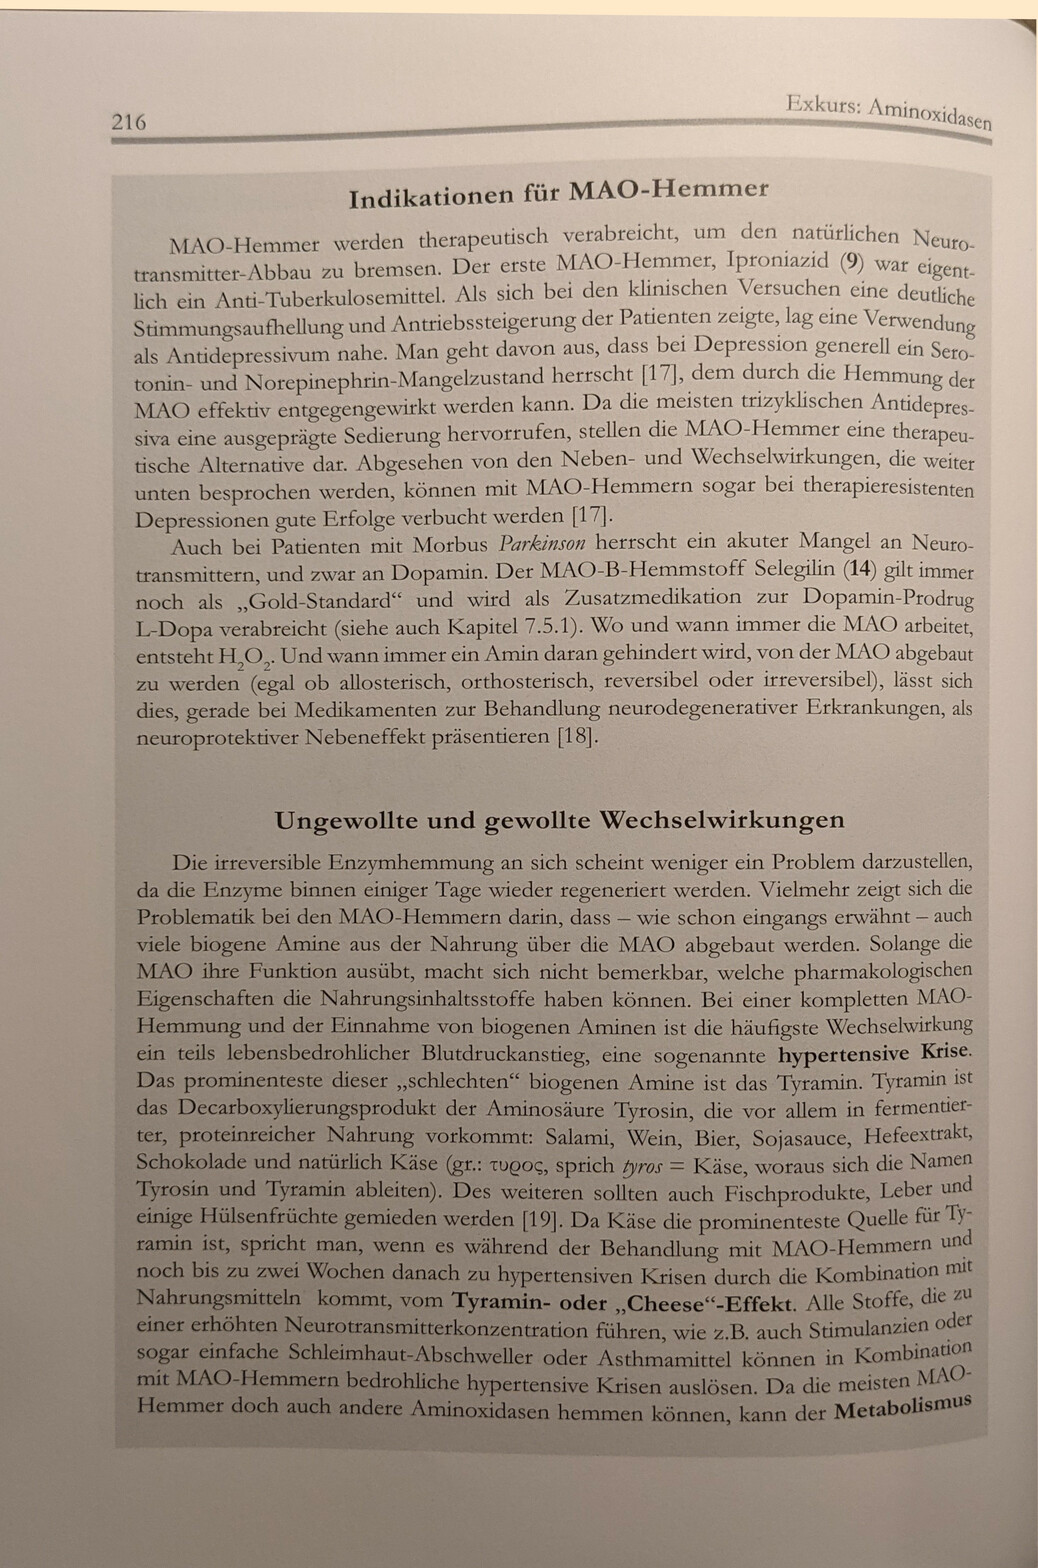 216
Exkurs: Aminoxidasen
Indikationen für MAO-Hemmer
MAO-Hemmer werden therapeutisch verabreicht, um den natürlichen Neuro-
transmitter-Abbau zu bremsen. Der erste MAO-Hemmer, Iproniazid (9) war eigent-
lich ein Anti-Tuberkulosemittel. Als sich bei den klinischen Versuchen eine deutliche
Stimmungsaufhellung und Antriebssteigerung der Patienten zeigte, lag eine Verwendung
als Antidepressivum nahe. Man geht davon aus, dass bei Depression generell ein Sero-
tonin- und Norepinephrin-Mangelzustand herrscht [17], dem durch die Hemmung der
MAO effektiv entgegengewirkt werden kann. Da die meisten trizyklischen Antidepres-
siva eine ausgeprägte Sedierung hervorrufen, stellen die MAO-Hemmer eine therapeu-
tische Alternative dar. Abgesehen von den Neben- und Wechselwirkungen, die weiter
unten besprochen werden, können mit MAO-Hemmern sogar bei therapieresistenten
Depressionen gute Erfolge verbucht werden [17].
Auch bei Patienten mit Morbus Parkinson herrscht ein akuter Mangel an Neuro-
transmittern, und zwar an Dopamin. Der MAO-B-Hemmstoff Selegilin (14) gilt immer
noch als „Gold-Standard“ und wird als Zusatzmedikation zur Dopamin-Prodrug
L-Dopa verabreicht (siehe auch Kapitel 7.5.1). Wo und wann immer die MAO arbeitet,
entsteht H₂O₂. Und wann immer ein Amin daran gehindert wird, von der MAO abgebaut
zu werden (egal ob allosterisch, orthosterisch, reversibel oder irreversibel), lässt sich
dies, gerade bei Medikamenten zur Behandlung neurodegenerativer Erkrankungen, als
neuroprotektiver Nebeneffekt präsentieren [18].
Ungewollte und gewollte Wechselwirkungen
Die irreversible Enzymhemmung an sich scheint weniger ein Problem darzustellen,
da die Enzyme binnen einiger Tage wieder regeneriert werden. Vielmehr zeigt sich die
Problematik bei den MAO-Hemmern darin, dass – wie schon eingangs erwähnt – auch
viele biogene Amine aus der Nahrung über die MAO abgebaut werden. Solange die
MAO ihre Funktion ausübt, macht sich nicht bemerkbar, welche pharmakologischen
Eigenschaften die Nahrungsinhaltsstoffe haben können. Bei einer kompletten MAO-
Hemmung und der Einnahme von biogenen Aminen ist die häufigste Wechselwirkung
ein teils lebensbedrohlicher Blutdruckanstieg, eine sogenannte hypertensive Krise.
Das prominenteste dieser „schlechten“ biogenen Amine ist das Tyramin. Tyramin ist
das Decarboxylierungsprodukt der Aminosäure Tyrosin, die vor allem in fermentier-
ter, proteinreicher Nahrung vorkommt: Salami, Wein, Bier, Sojasauce, Hefeextrakt,
Schokolade und natürlich Käse (gr.: τυρος, sprich tyros = Käse, woraus sich die Namen
Tyrosin und Tyramin ableiten). Des weiteren sollten auch Fischprodukte, Leber und
einige Hülsenfrüchte gemieden werden [19]. Da Käse die prominenteste Quelle für Ty-
ramin ist, spricht man, wenn es während der Behandlung mit MAO-Hemmern und
noch bis zu zwei Wochen danach zu hypertensiven Krisen durch die Kombination mit
Nahrungsmitteln kommt, vom Tyramin- oder „Cheese“-Effekt. Alle Stoffe, die zu
einer erhöhten Neurotransmitterkonzentration führen, wie z.B. auch Stimulanzien oder
sogar einfache Schleimhaut-Abschweller oder Asthmamittel können in Kombination
mit MAO-Hemmern bedrohliche hypertensive Krisen auslösen. Da die meisten MAO-
Hemmer doch auch andere Aminoxidasen hemmen können, kann der Metabolismus